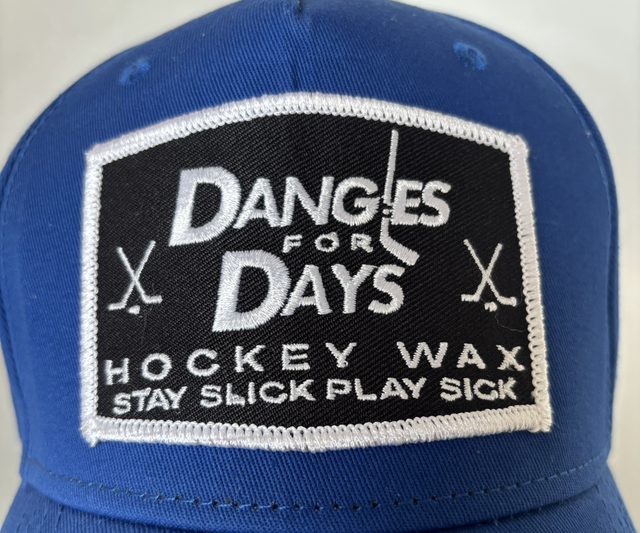 DANGLES
FOR
DAYS
HOCKEY WAX
STAY SLICK PLAY SICK